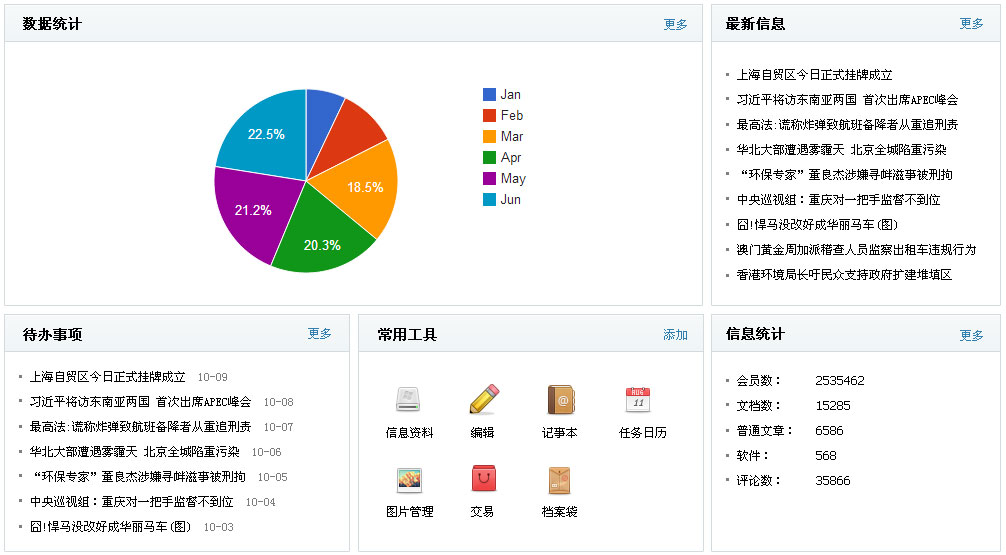 数据统计
更多
22.5%
18.5%
21.2%
20.3%
Jan
Feb
Mar
Apr
May
Jun
最新信息
更多
上海自贸区今日正式挂牌成立
习近平将访东南亚两国 首次出席APEC峰会
最高法:谎称炸弹致航班备降者从重追刑责
华北大部遭遇雾霾天 北京全城陷重污染
“环保专家”董良杰涉嫌寻衅滋事被刑拘
中央巡视组：重庆对一把手监督不到位
囧!悍马没改好成华丽马车(图)
澳门黄金周加派稽查人员监察出租车违规行为
香港环境局长吁民众支持政府扩建堆填区
待办事项
更多
上海自贸区今日正式挂牌成立 10-09
习近平将访东南亚两国 首次出席APEC峰会 10-08
最高法:谎称炸弹致航班备降者从重追刑责 10-07
华北大部遭遇雾霾天 北京全城陷重污染 10-06
“环保专家”董良杰涉嫌寻衅滋事被刑拘 10-05
中央巡视组：重庆对一把手监督不到位 10-04
囧!悍马没改好成华丽马车(图) 10-03
常用工具
添加
信息资料
编辑
@
记事本
AUG
11
任务日历
图片管理
交易
档案袋
信息统计
更多
会员数： 2535462
文档数： 15285
普通文章： 6586
软件： 568
评论数： 35866